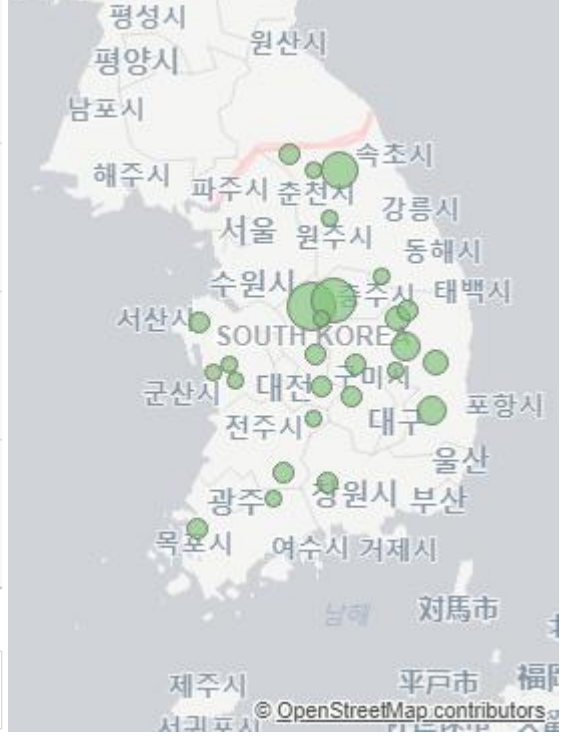 평성시
원산시
평양시
남포시
해주시
속초시
파주시
춘천시
강릉시
서울
원주시
동해시
수원시
충주시
태백시
서산시
SOUTH KOREA
군산시
대전
구미시
전주시
대구
포항시
울산
광주
창원시
부산
목포시
여수시
거제시
남해
対馬市
제주시
平戸市
© OpenStreetMap contributors
서귀포시